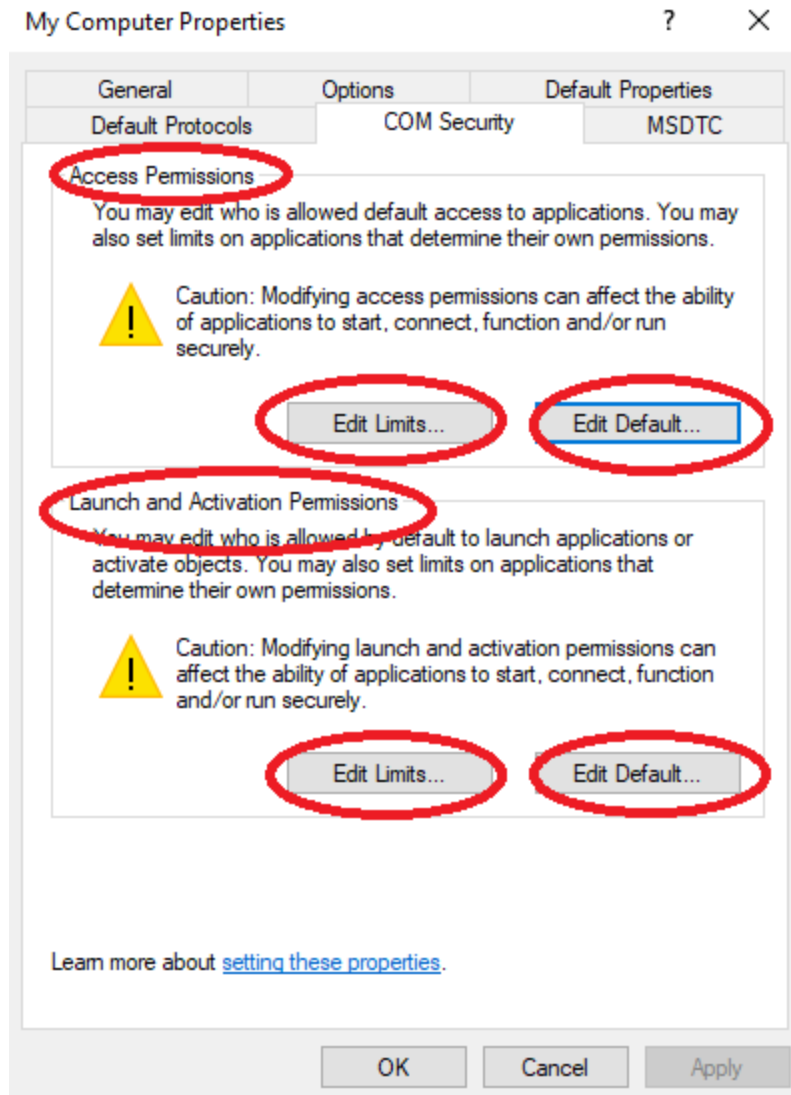 My Computer Properties ? ×
General Options Default Properties
Default Protocols COM Security MSDTC
Access Permissions
You may edit who is allowed default access to applications. You may
also set limits on applications that determine their own permissions.
Caution: Modifying access permissions can affect the ability
of applications to start, connect, function and/or run
securely.
Edit Limits... Edit Default...
Launch and Activation Permissions
You may edit who is allowed by default to launch applications or
activate objects. You may also set limits on applications that
determine their own permissions.
Caution: Modifying launch and activation permissions can
affect the ability of applications to start, connect, function
and/or run securely.
Edit Limits... Edit Default...
Learn more about setting these properties.
OK Cancel Apply